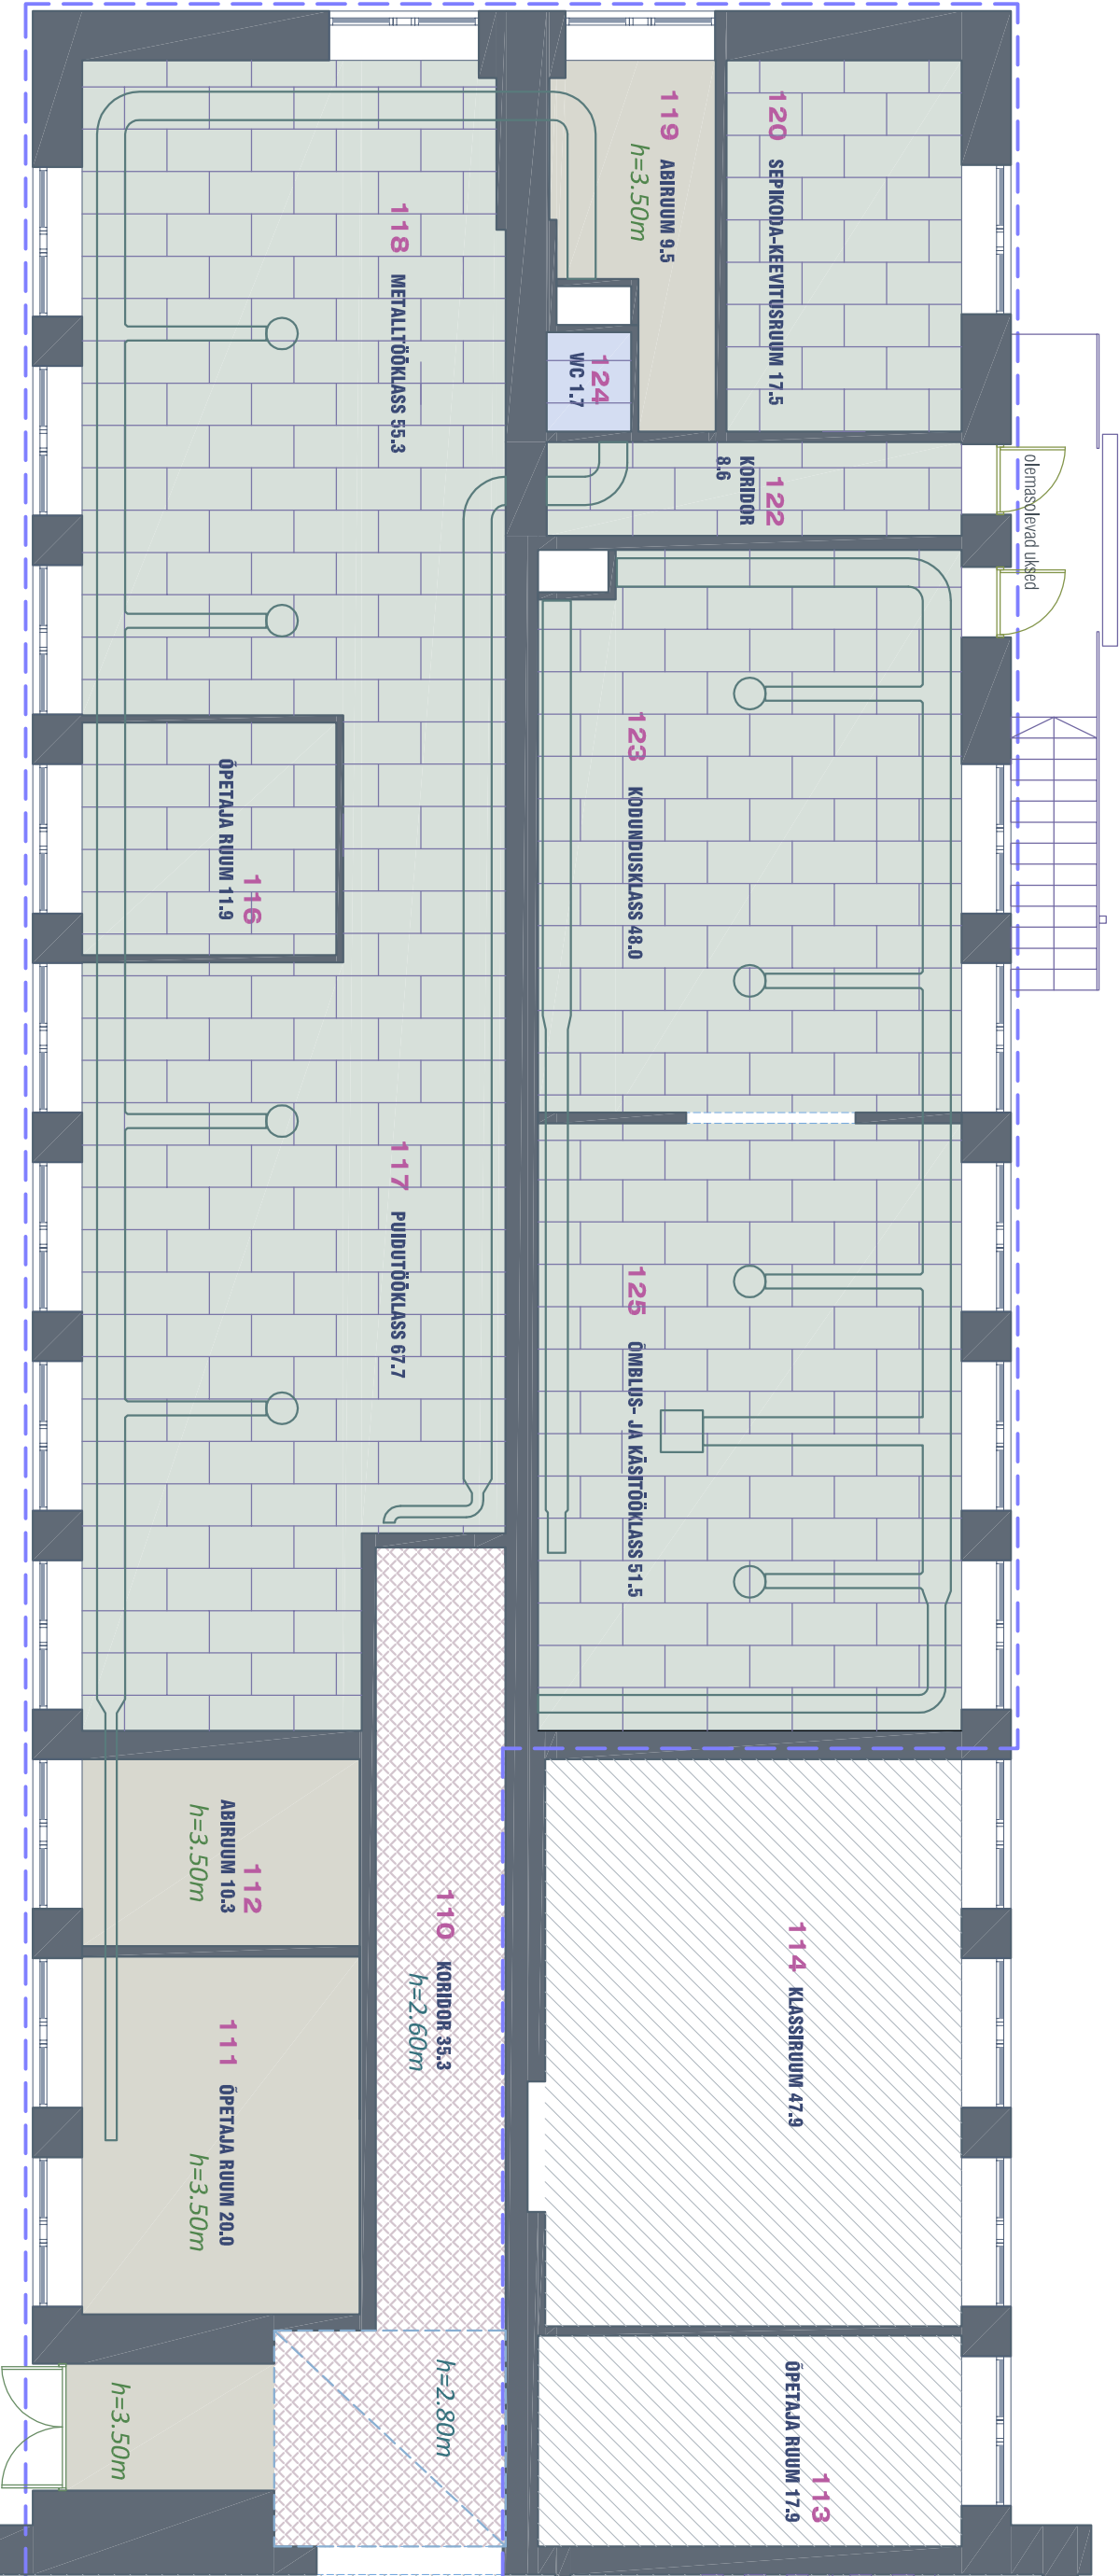 120 SEPIKODA-KEEVITUSRUUM 17.5
119 ABIRUUM 9.5
h=3.50m
118 METALLTÖÖKLASS 55.3
124
WC 1.7
122
KORIDOR
8.6
olemasolevad uksed
123 KODUNDUSKLASS 48.0
116
ÕPETAJA RUUM 11.9
117 PUIDUTÖÖKLASS 67.7
125 ÕMBLUS- JA KÄSITÖÖKLASS 51.5
112
ABIRUUM 10.3
h=3.50m
110 KORIDOR 35.3
h=2.60m
114 KLASSIRUUM 47.9
111 ÕPETAJA RUUM 20.0
h=3.50m
h=2.80m
h=3.50m
113
ÕPETAJA RUUM 17.9